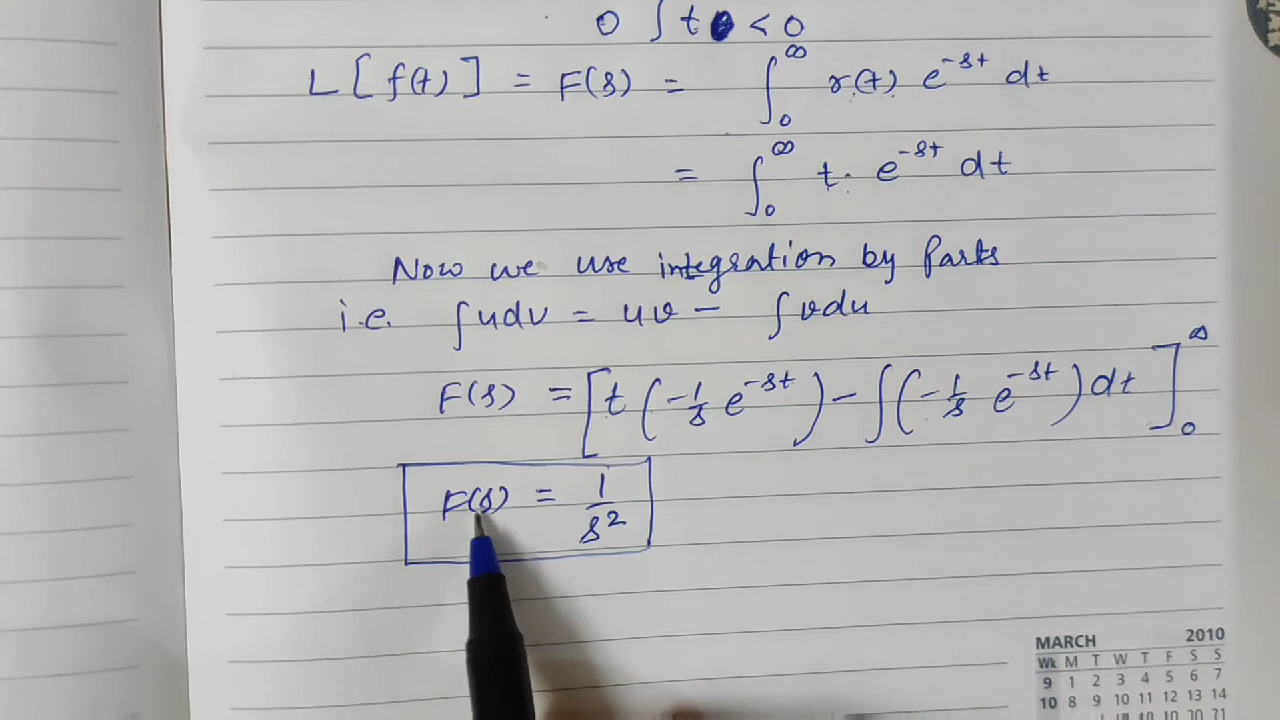 0 ∫ t < 0
L[f(t)] = F(s) = ∫₀^∞ r(t) e^-st dt
= ∫₀^∞ t. e^-st dt
Now we use integration by Parts
i.e. ∫udv = uv - ∫vdu
F(s) = [t(-1/s e^-st) - ∫(-1/s e^-st)dt]₀^∞
F(s) = 1/s²
MARCH 2010
Wk M T W T F S S
9 1 2 3 4 5 6 7
10 8 9 10 11 12 13 14